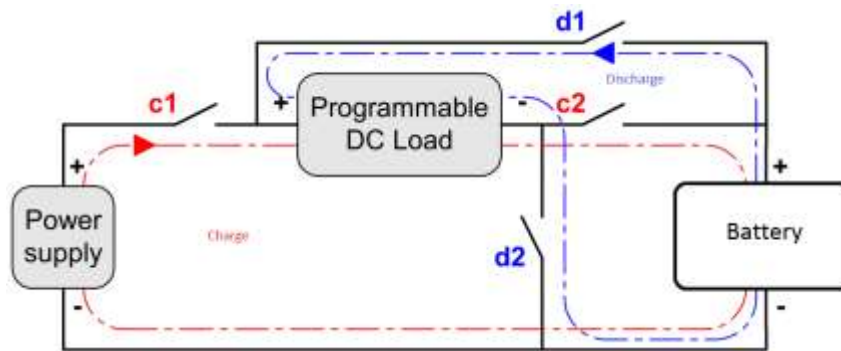 d1
Discharge
c1
+
Programmable
DC Load
-
c2
+
Power
supply
-
Charge
d2
+
Battery
-